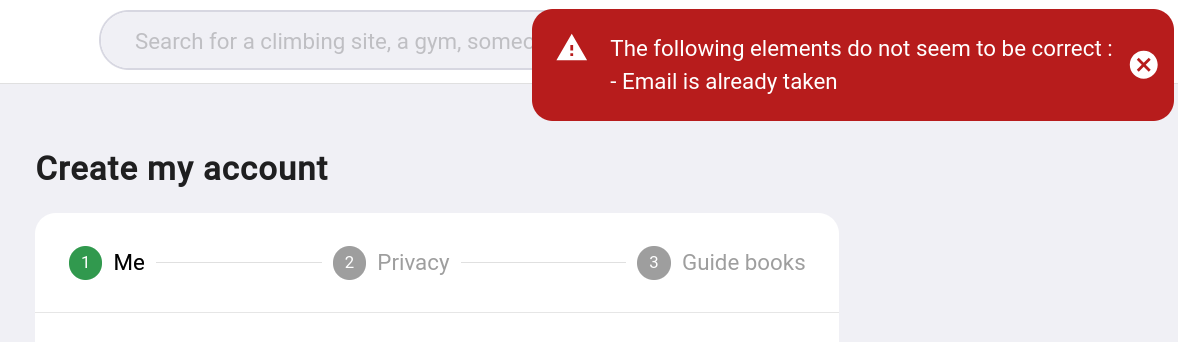 Search for a climbing site, a gym, someo
The following elements do not seem to be correct :
- Email is already taken
Create my account
1 Me 2 Privacy 3 Guide books